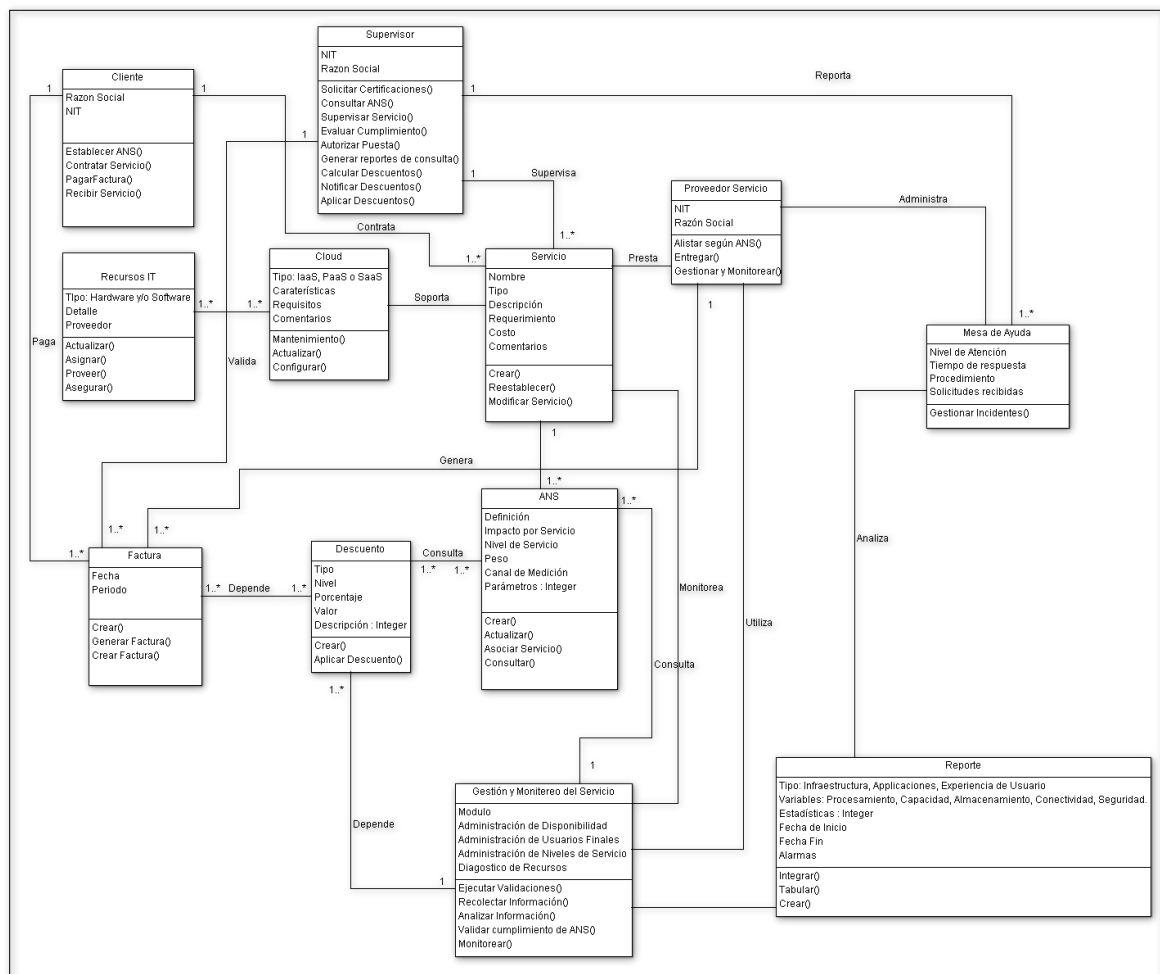 Supervisor
NIT
Razon Social
Solicitar Certificaciones()
Consultar ANS()
Supervisar Servicio()
Evaluar Cumplimiento()
Autorizar Puesta()
Generar reportes de consulta()
Calcular Descuentos()
Notificar Descuentos()
Aplicar Descuentos()
Cliente
Razon Social
NIT
Establecer ANS()
Contratar Servicio()
PagarFactura()
Recibir Servicio()
1
1
1
1
1
Reporta
Supervisa
1..*
Contrata
1..*
Proveedor Servicio
NIT
Razón Social
Alistar según ANS()
Entregar()
Gestionar y Monitorear()
Administra
Presta
1
1..*
Recursos IT
TIpo: Hardware y/o Software
Detalle
Proveedor
Actualizar()
Asignar()
Proveer()
Asegurar()
1..*
1..*
Cloud
Tipo: IaaS, PaaS o SaaS
Caraterísticas
Requisitos
Comentarios
Mantenimiento()
Actualizar()
Configurar()
Soporta
Servicio
Nombre
Tipo
Descripción
Requerimiento
Costo
Comentarios
Crear()
Reestablecer()
Modificar Servicio()
Mesa de Ayuda
Nivel de Atención
Tiempo de respuesta
Procedimiento
Solicitudes recibidas
Gestionar Incidentes()
Paga
Valida
1
Genera
1..*
1..*
1..*
1..*
1..*
ANS
Definición
Impacto por Servicio
Nivel de Servicio
Peso
Canal de Medición
Parámetros : Integer
Crear()
Actualizar()
Asociar Servicio()
Consultar()
Factura
Fecha
Periodo
Crear()
Generar Factura()
Crear Factura()
1..*
Depende
1..*
Descuento
Tipo
Nivel
Porcentaje
Valor
Descripción : Integer
Crear()
Aplicar Descuento()
Consulta
1..*
1..*
Analiza
Monitorea
Utiliza
Consulta
1..*
1
Depende
1
Gestión y Monitereo del Servicio
Modulo
Administración de Disponibilidad
Administración de Usuarios Finales
Administración de Niveles de Servicio
Diagostico de Recursos
Ejecutar Validaciones()
Recolectar Información()
Analizar Información()
Validar cumplimiento de ANS()
Monitorear()
Reporte
Tipo: Infraestructura, Applicaciones, Experiencia de Usuario
Variables: Procesamiento, Capacidad, Almacenamiento, Conectividad, Seguridad.
Estadísticas : Integer
Fecha de Inicio
Fecha Fin
Alarmas
Integrar()
Tabular()
Crear()